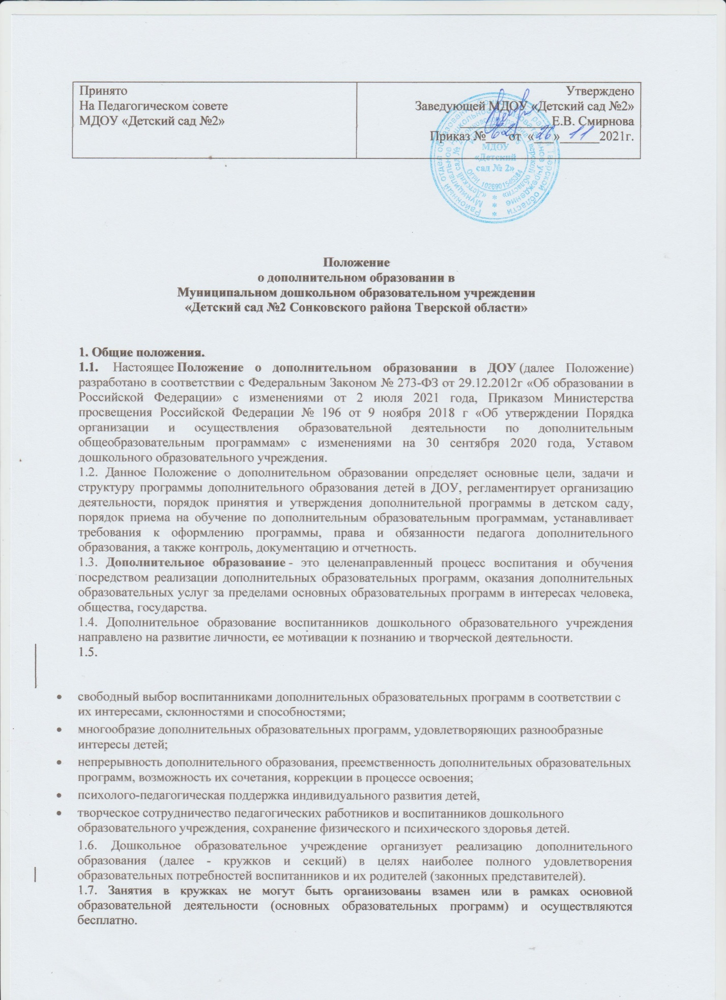 Принято
На Педагогическом совете
МДОУ «Детский сад №2»
Утверждено
Заведующей МДОУ «Детский сад №2»
Е.В. Смирнова
Приказ №___ от «26» 11 2021г.
МДОУ
«Детский
сад № 2»
ОГРН 1026901545384
Положение
о дополнительном образовании в
Муниципальном дошкольном образовательном учреждении
«Детский сад №2 Сонковского района Тверской области»
1. Общие положения.
1.1. Настоящее Положение о дополнительном образовании в ДОУ (далее Положение)
разработано в соответствии с Федеральным Законом № 273-ФЗ от 29.12.2012г «Об образовании в
Российской Федерации» с изменениями от 2 июля 2021 года, Приказом Министерства
просвещения Российской Федерации № 196 от 9 ноября 2018 г «Об утверждении Порядка
организации и осуществления образовательной деятельности по дополнительным
общеобразовательным программам» с изменениями на 30 сентября 2020 года, Уставом
дошкольного образовательного учреждения.
1.2. Данное Положение о дополнительном образовании определяет основные цели, задачи и
структуру программы дополнительного образования детей в ДОУ, регламентирует организацию
деятельности, порядок принятия и утверждения дополнительной программы в детском саду,
порядок приема на обучение по дополнительным образовательным программам, устанавливает
требования к оформлению программы, права и обязанности педагога дополнительного
образования, а также контроль, документацию и отчетность.
1.3. Дополнительное образование - это целенаправленный процесс воспитания и обучения
посредством реализации дополнительных образовательных программ, оказания дополнительных
образовательных услуг за пределами основных образовательных программ в интересах человека,
общества, государства.
1.4. Дополнительное образование воспитанников дошкольного образовательного учреждения
направлено на развитие личности, ее мотивации к познанию и творческой деятельности.
1.5.
• свободный выбор воспитанниками дополнительных образовательных программ в соответствии с
их интересами, склонностями и способностями;
• многообразие дополнительных образовательных программ, удовлетворяющих разнообразные
интересы детей;
• непрерывность дополнительного образования, преемственность дополнительных образовательных
программ, возможность их сочетания, коррекции в процессе освоения;
• психолого-педагогическая поддержка индивидуального развития детей,
• творческое сотрудничество педагогических работников и воспитанников дошкольного
образовательного учреждения, сохранение физического и психического здоровья детей.
1.6. Дошкольное образовательное учреждение организует реализацию дополнительного
образования (далее - кружков и секций) в целях наиболее полного удовлетворения
образовательных потребностей воспитанников и их родителей (законных представителей).
1.7. Занятия в кружках не могут быть организованы взамен или в рамках основной
образовательной деятельности (основных образовательных программ) и осуществляются
бесплатно.